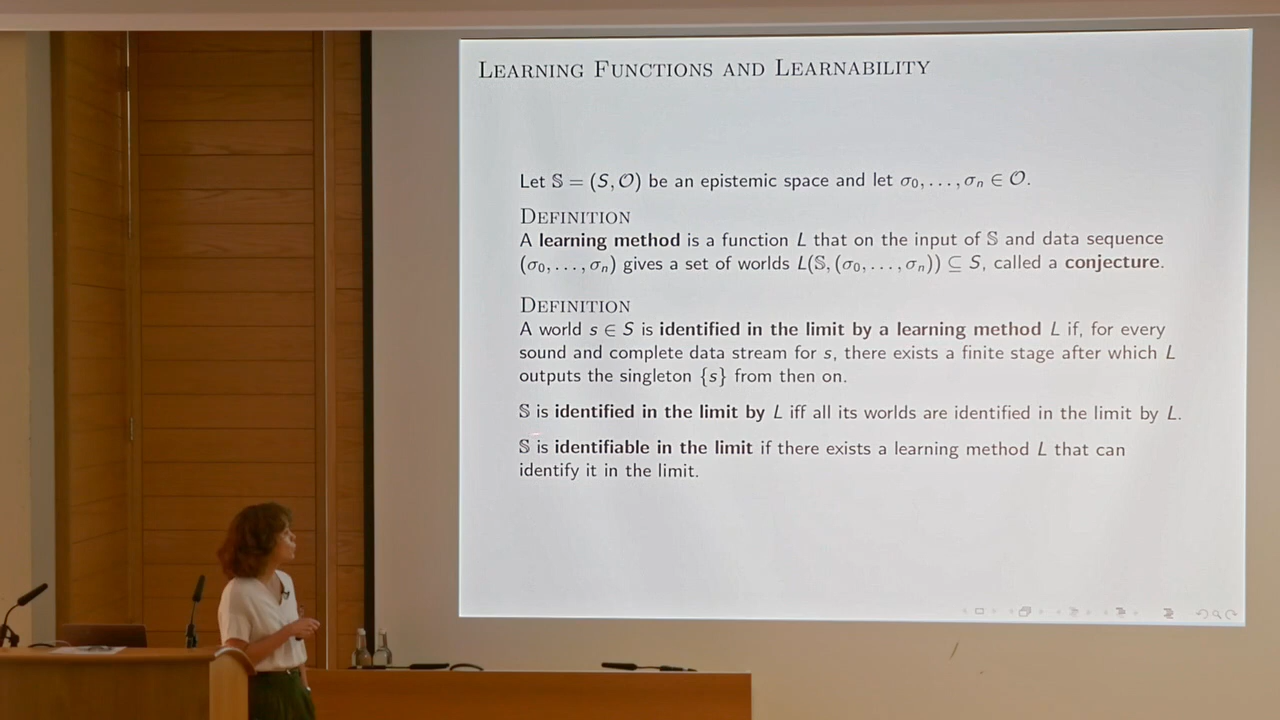 LEARNING FUNCTIONS AND LEARNABILITY
Let 𝕊 = (S, 𝒪) be an epistemic space and let σ₀, . . . , σₙ ∈ 𝒪.
DEFINITION
A learning method is a function L that on the input of 𝕊 and data sequence
(σ₀, . . . , σₙ) gives a set of worlds L(𝕊, (σ₀, . . . , σₙ)) ⊆ S, called a conjecture.
DEFINITION
A world s ∈ S is identified in the limit by a learning method L if, for every
sound and complete data stream for s, there exists a finite stage after which L
outputs the singleton {s} from then on.
𝕊 is identified in the limit by L iff all its worlds are identified in the limit by L.
𝕊 is identifiable in the limit if there exists a learning method L that can
identify it in the limit.